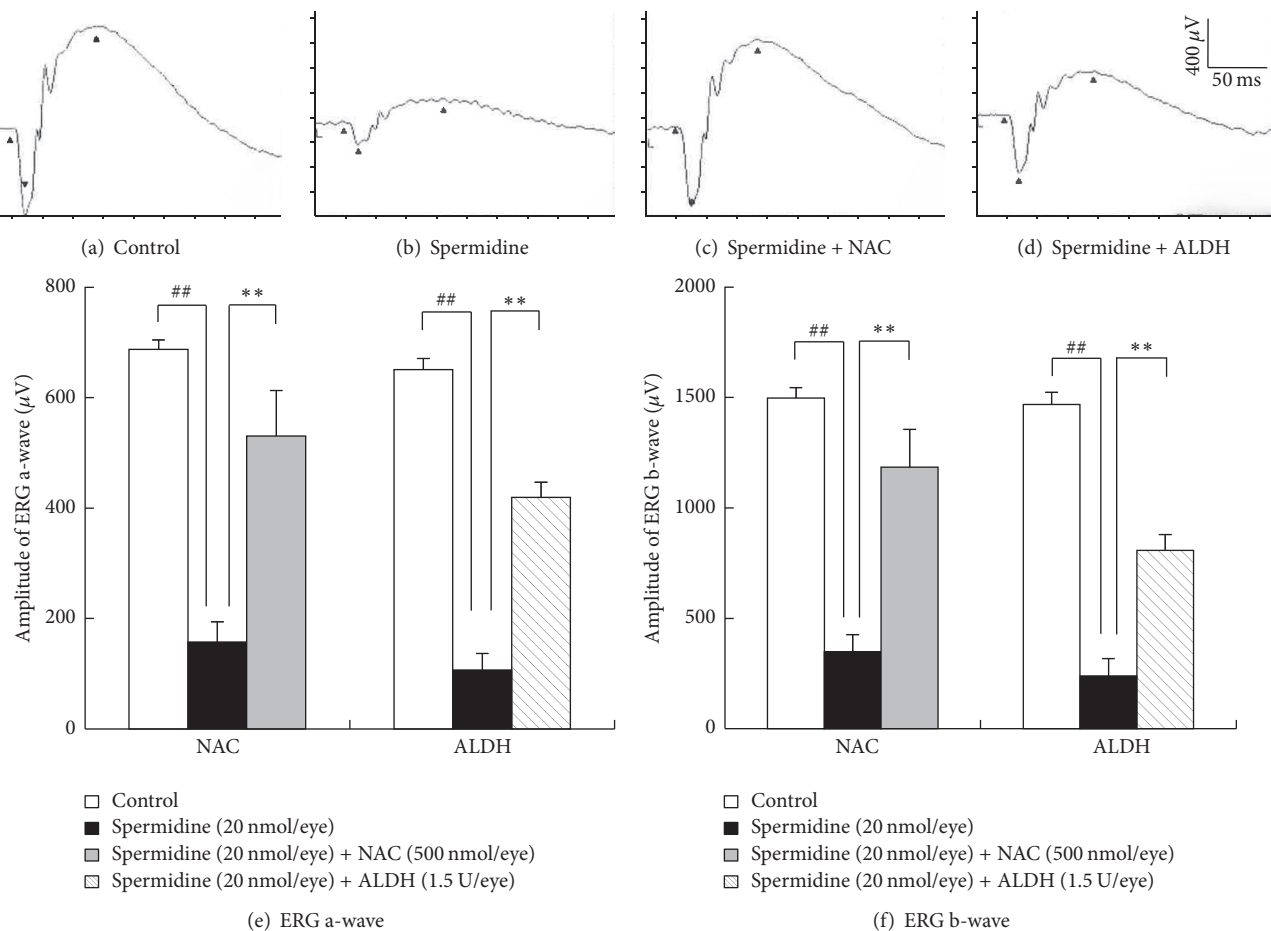 400 μV
50 ms
(a) Control
(b) Spermidine
(c) Spermidine + NAC
(d) Spermidine + ALDH
Amplitude of ERG a-wave (μV)
800
600
400
200
0
##
**
##
**
NAC
ALDH
Control
Spermidine (20 nmol/eye)
Spermidine (20 nmol/eye) + NAC (500 nmol/eye)
Spermidine (20 nmol/eye) + ALDH (1.5 U/eye)
(e) ERG a-wave
Amplitude of ERG b-wave (μV)
2000
1500
1000
500
0
##
**
##
**
NAC
ALDH
Control
Spermidine (20 nmol/eye)
Spermidine (20 nmol/eye) + NAC (500 nmol/eye)
Spermidine (20 nmol/eye) + ALDH (1.5 U/eye)
(f) ERG b-wave